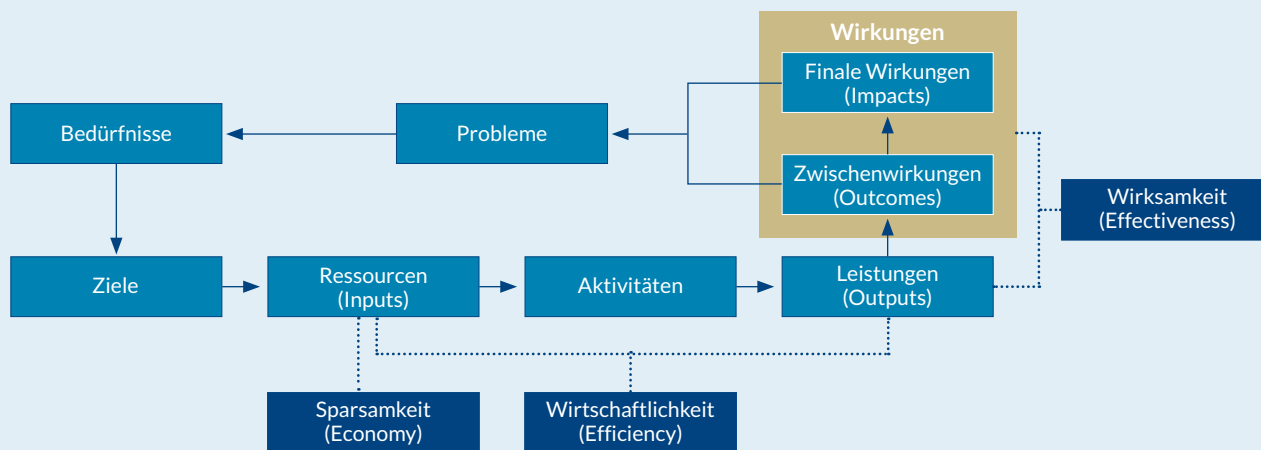 Wirkungen
Finale Wirkungen
(Impacts)
Bedürfnisse
Probleme
Zwischenwirkungen
(Outcomes)
Wirksamkeit
(Effectiveness)
Ziele
Ressourcen
(Inputs)
Aktivitäten
Leistungen
(Outputs)
Sparsamkeit
(Economy)
Wirtschaftlichkeit
(Efficiency)